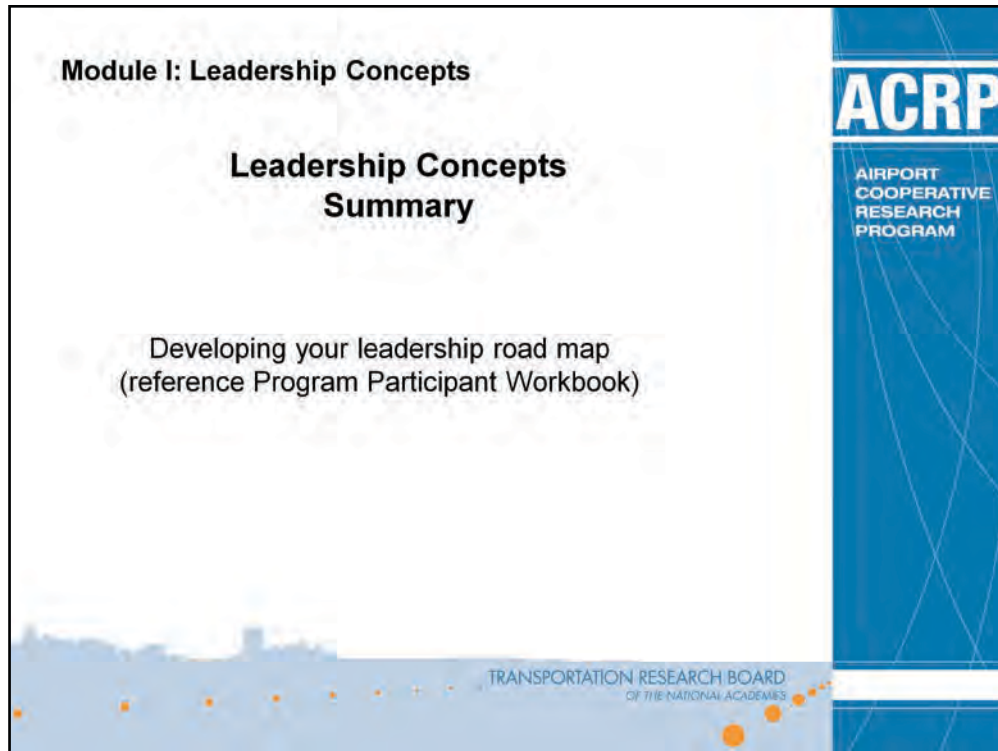 Module I: Leadership Concepts
Leadership Concepts
Summary
Developing your leadership road map
(reference Program Participant Workbook)
ACRP
AIRPORT
COOPERATIVE
RESEARCH
PROGRAM
TRANSPORTATION RESEARCH BOARD
OF THE NATIONAL ACADEMIES